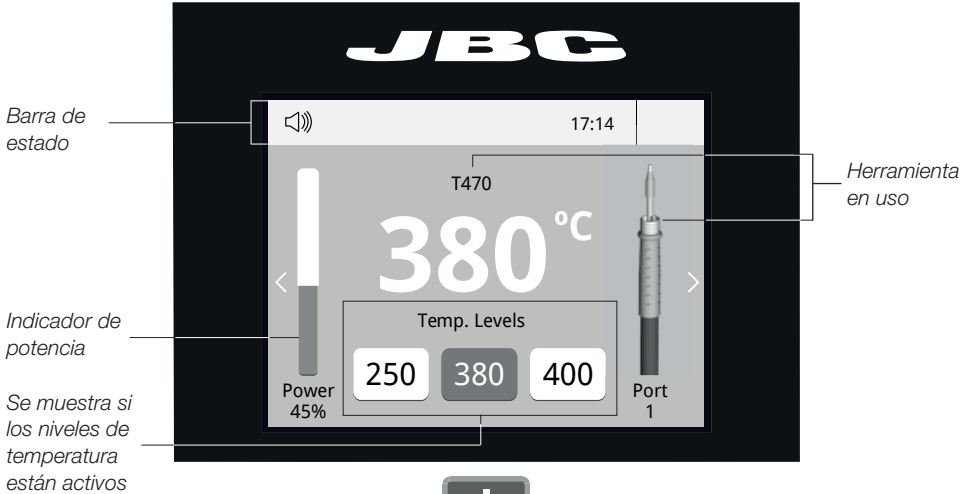 JBC
Barra de
estado
17:14
T470
Herramienta
en uso
380 ºC
Indicador de
potencia
Temp. Levels
250 380 400
Power
45%
Port
1
Se muestra si
los niveles de
temperatura
están activos